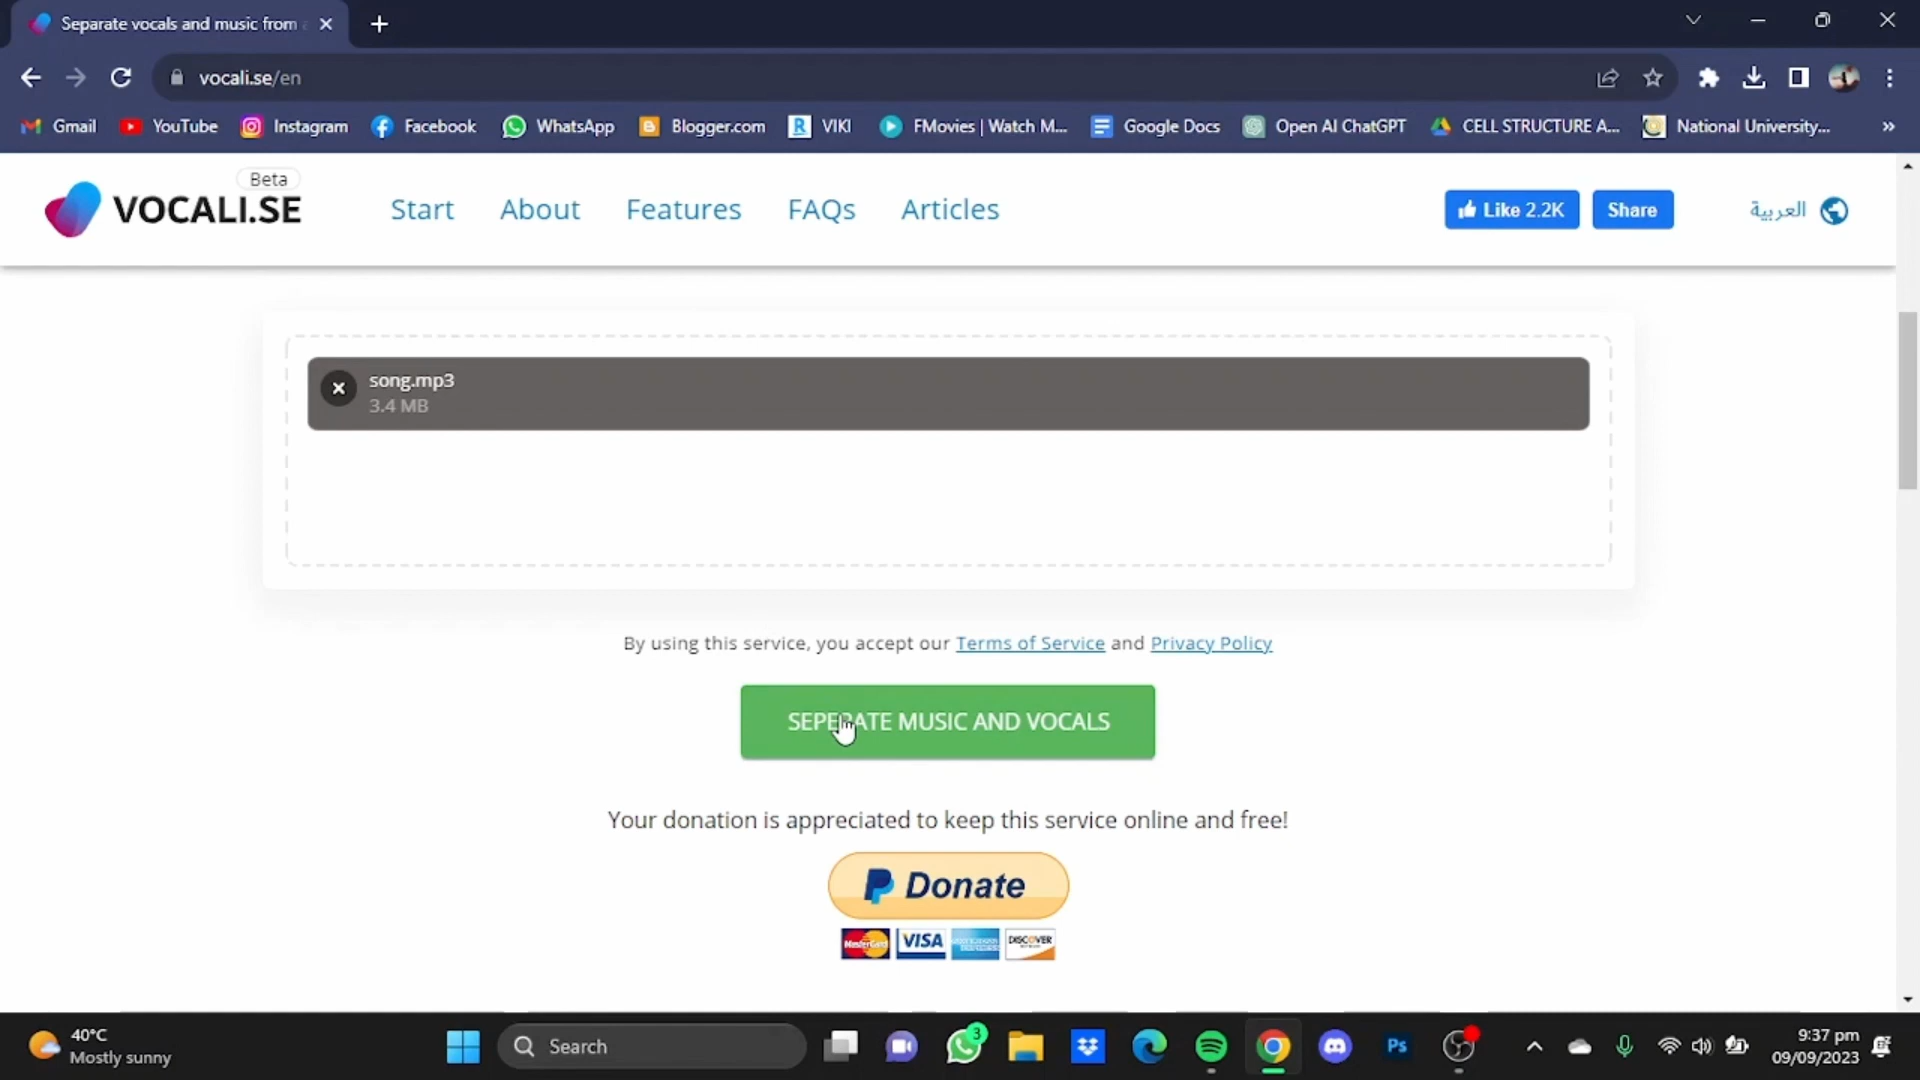 Separate vocals and music from
vocali.se/en
Gmail
YouTube
Instagram
Facebook
WhatsApp
Blogger.com
R
VIKI
FMovies | Watch M...
Google Docs
Open AI ChatGPT
CELL STRUCTURE A...
National University...
»
Beta
VOCALI.SE
Start
About
Features
FAQs
Articles
Like 2.2K
Share
العربية
song.mp3
3.4 MB
By using this service, you accept our Terms of Service and Privacy Policy
SEPERATE MUSIC AND VOCALS
Your donation is appreciated to keep this service online and free!
Donate
MasterCard VISA DISCOVER
40°C
Mostly sunny
Search
3
Ps
9:37 pm
09/09/2023